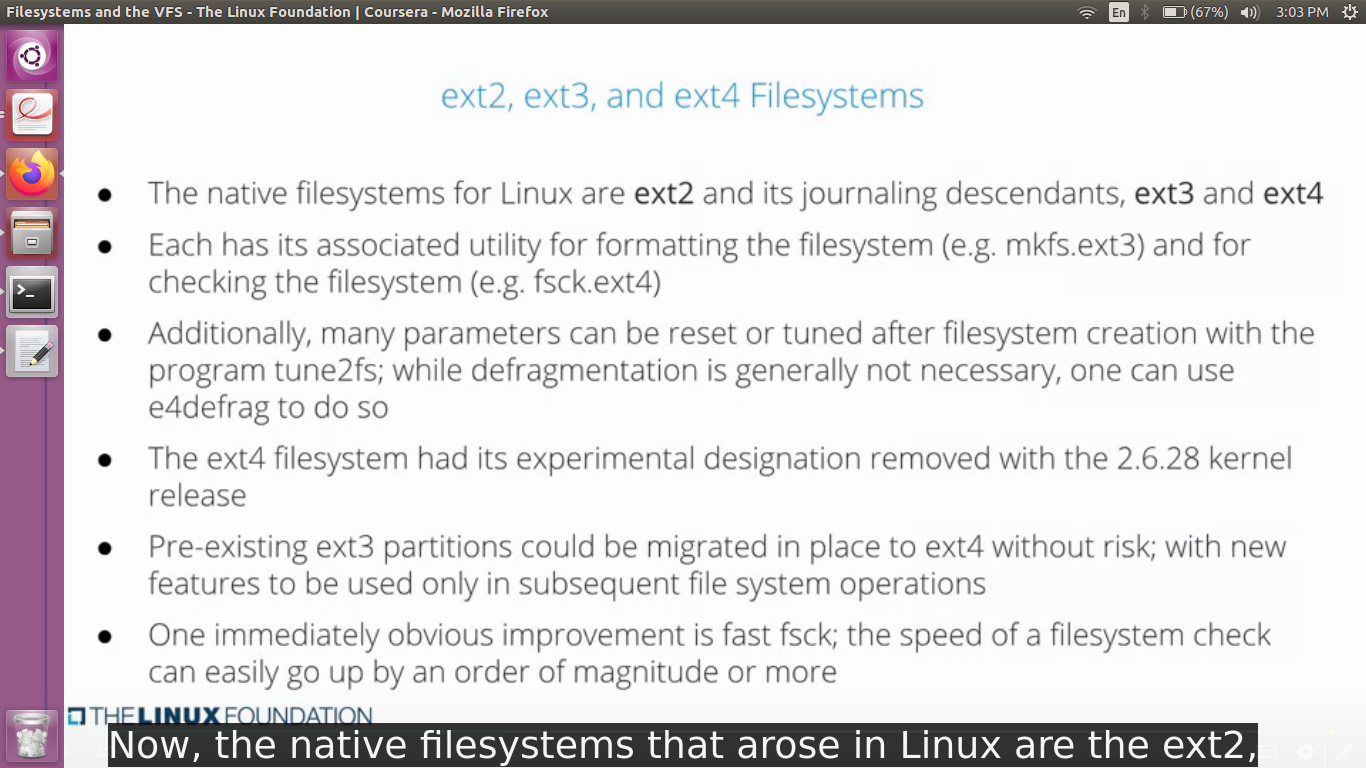 Filesystems and the VFS - The Linux Foundation | Coursera - Mozilla Firefox
En
(67%)
3:03 PM
ext2, ext3, and ext4 Filesystems
● The native filesystems for Linux are ext2 and its journaling descendants, ext3 and ext4
● Each has its associated utility for formatting the filesystem (e.g. mkfs.ext3) and for
checking the filesystem (e.g. fsck.ext4)
● Additionally, many parameters can be reset or tuned after filesystem creation with the
program tune2fs; while defragmentation is generally not necessary, one can use
e4defrag to do so
● The ext4 filesystem had its experimental designation removed with the 2.6.28 kernel
release
● Pre-existing ext3 partitions could be migrated in place to ext4 without risk; with new
features to be used only in subsequent file system operations
● One immediately obvious improvement is fast fsck; the speed of a filesystem check
can easily go up by an order of magnitude or more
THE LINUX FOUNDATION
Now, the native filesystems that arose in Linux are the ext2,